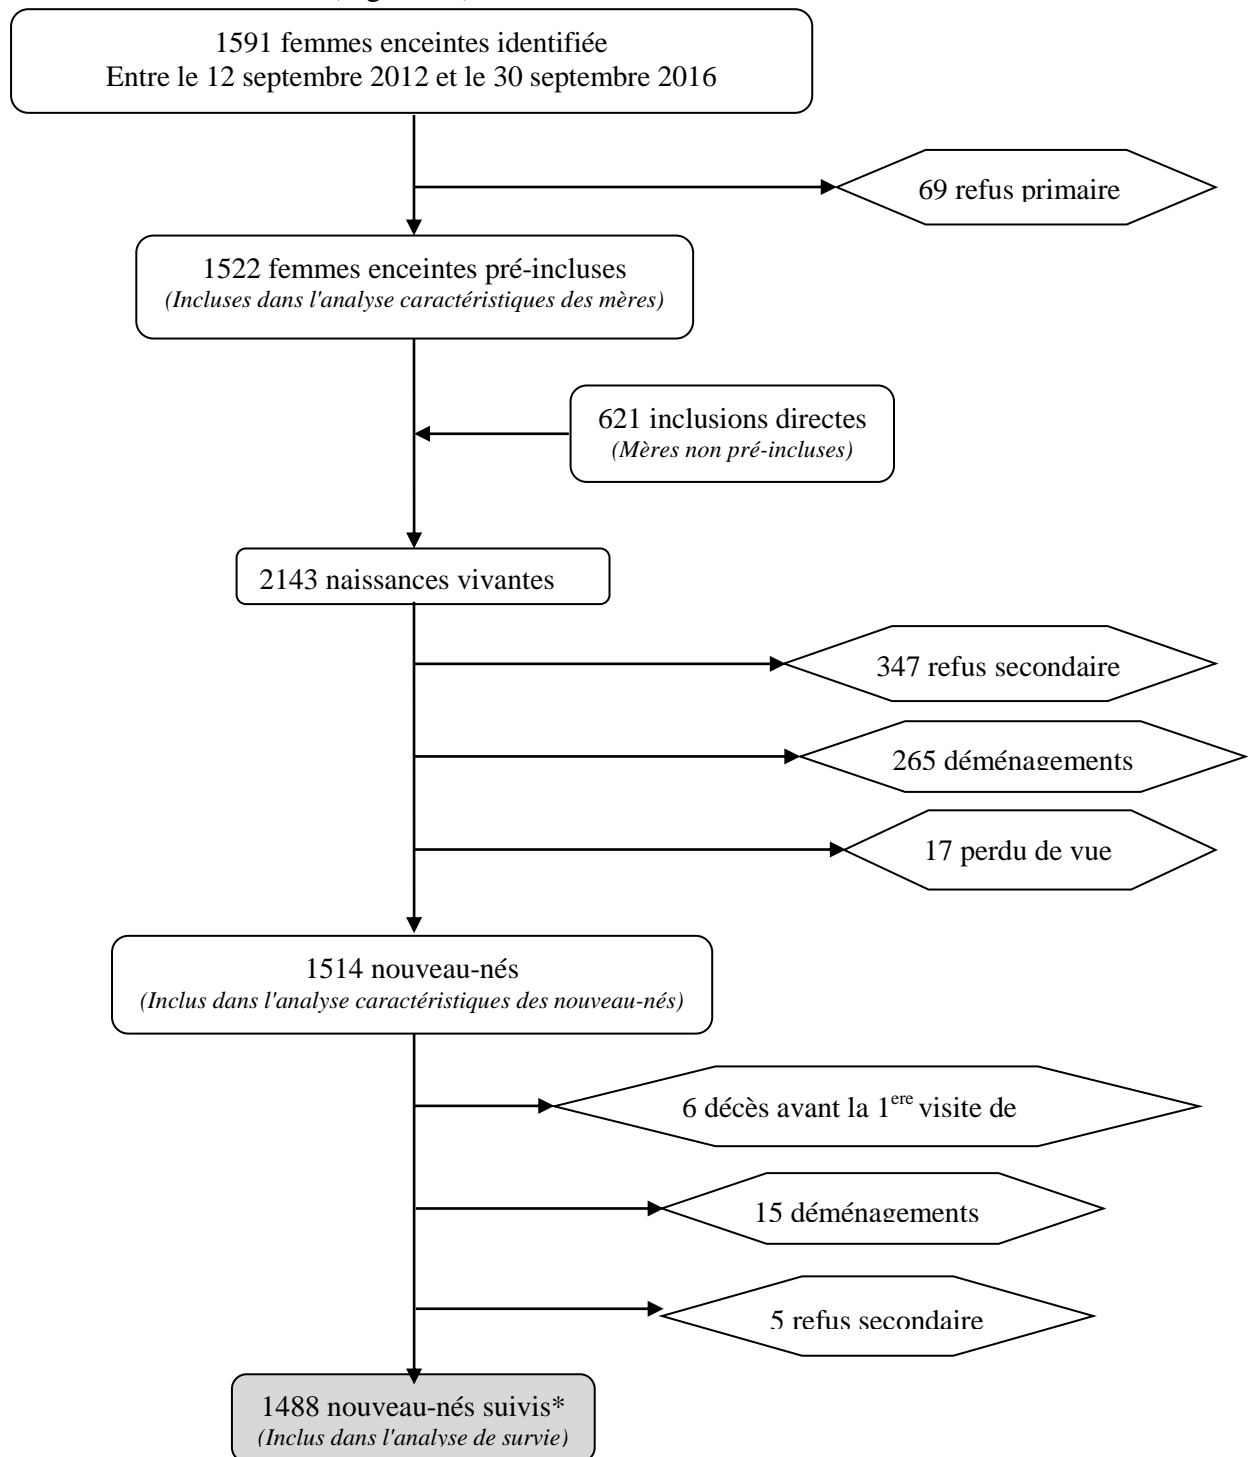 1591 femmes enceintes identifiée
Entre le 12 septembre 2012 et le 30 septembre 2016
69 refus primaire
1522 femmes enceintes pré-incluses
(Incluses dans l'analyse caractéristiques des mères)
621 inclusions directes
(Mères non pré-incluses)
2143 naissances vivantes
347 refus secondaire
265 déménagements
17 perdu de vue
1514 nouveau-nés
(Inclus dans l'analyse caractéristiques des nouveau-nés)
6 décès avant la 1ere visite de
15 déménagements
5 refus secondaire
1488 nouveau-nés suivis*
(Inclus dans l'analyse de survie)